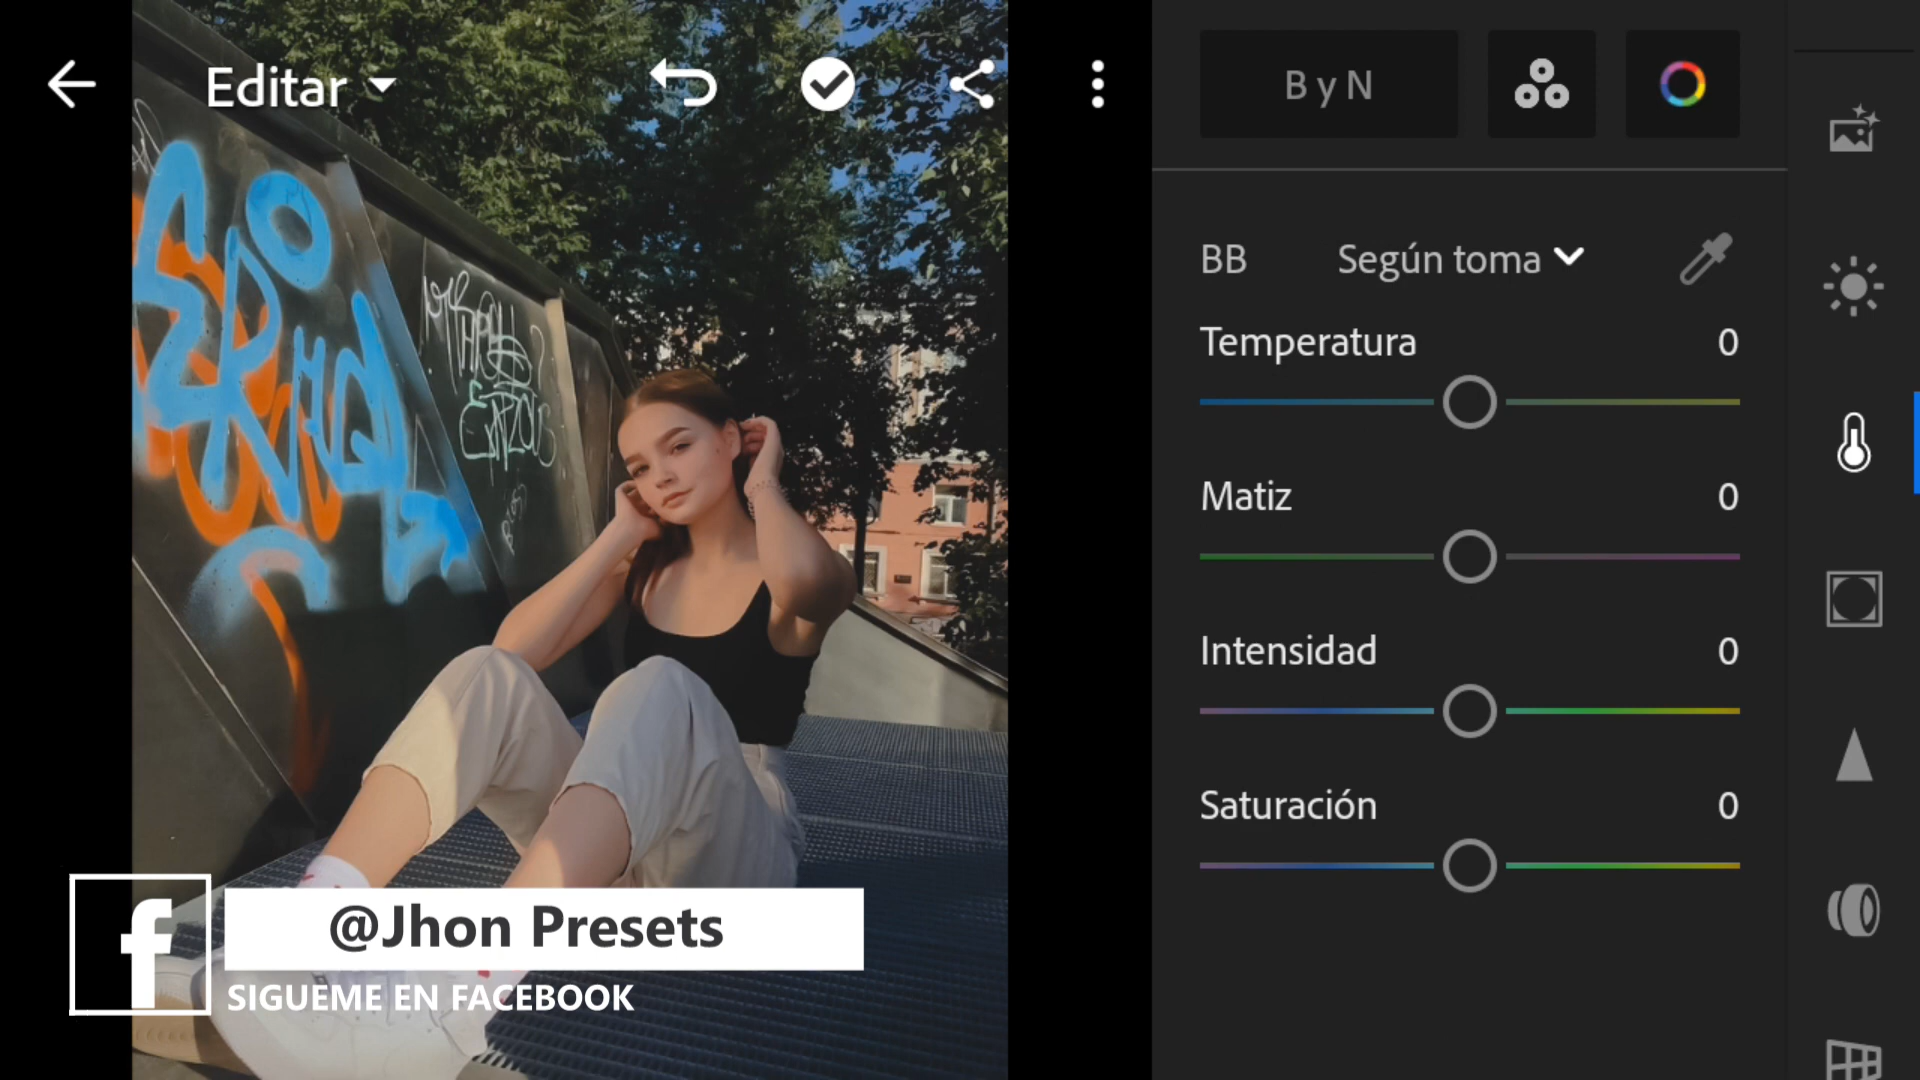 Editar
B y N
BB
Según toma
Temperatura
0
Matiz
0
Intensidad
0
Saturación
0
@Jhon Presets
SIGUEME EN FACEBOOK